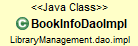 <<Java Class>>
BookInfoDaoImpl
LibraryManagement.dao.impl